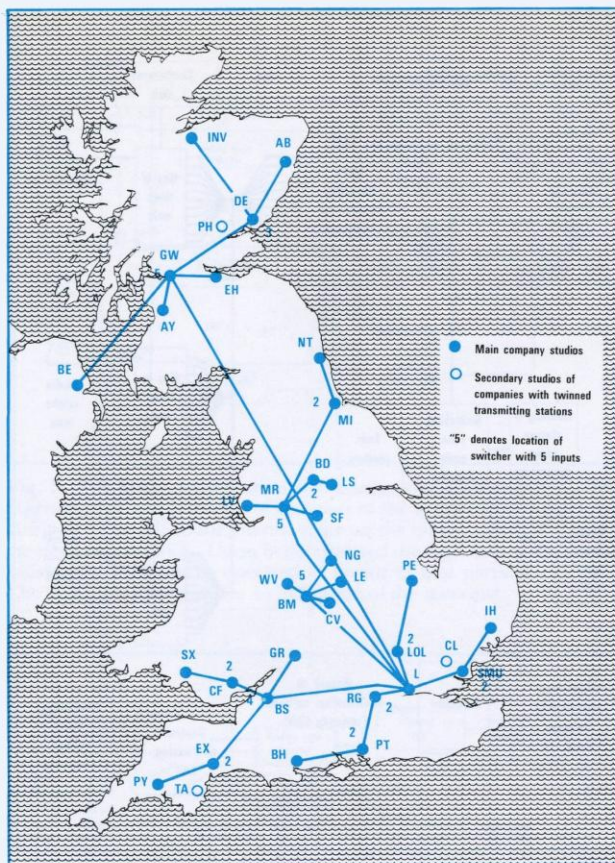 INV
AB
DE
PH
3
GW
5
EH
AY
NT
BE
2
MI
BD
LS
MR
2
LV
5
SF
NG
PE
WV
5
LE
BM
CV
IH
2
LOL
CL
GR
SX
2
CF
4
BS
L
SMU
2
RG
2
2
PT
EX
2
BH
PY
TA
Main company studios
Secondary studios of
companies with twinned
transmitting stations
"5" denotes location of
switcher with 5 inputs